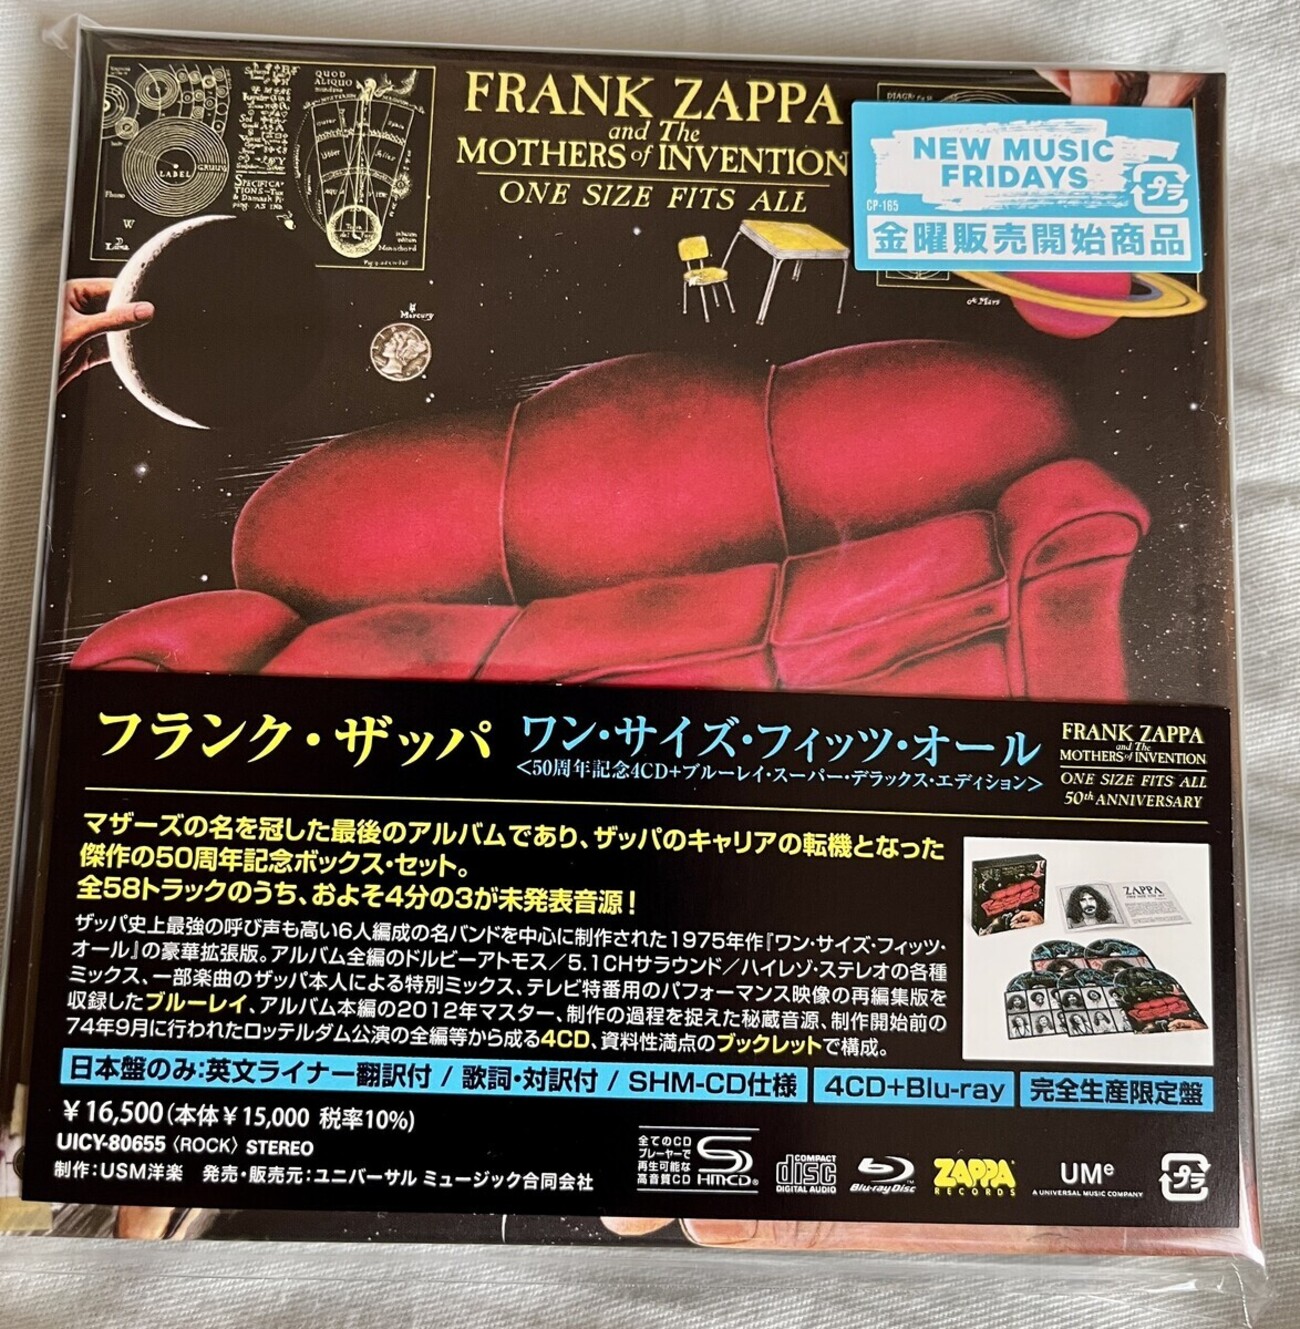 QUOD
ALIQUO
LABEL
FRANK ZAPPA
and The
MOTHERS of INVENTION
ONE SIZE FITS ALL
Mercury
Mars
NEW MUSIC
FRIDAYS
プラ
CP-165
金曜販売開始商品
フランク・ザッパ
ワン・サイズ・フィッツ・オール
<50周年記念4CD+ブルーレイ・スーパー・デラックス・エディション>
FRANK ZAPPA
and The
MOTHERS of INVENTION
ONE SIZE FITS ALL
50th ANNIVERSARY
マザーズの名を冠した最後のアルバムであり、ザッパのキャリアの転機となった
傑作の50周年記念ボックス・セット。
全58トラックのうち、およそ4分の3が未発表音源！
ザッパ史上最強の呼び声も高い6人編成の名バンドを中心に制作された1975年作『ワン・サイズ・フィッツ・
オール』の豪華拡張版。アルバム全編のドルビーアトモス／5.1CHサラウンド／ハイレゾ・ステレオの各種
ミックス、一部楽曲のザッパ本人による特別ミックス、テレビ特番用のパフォーマンス映像の再編集版を
収録したブルーレイ、アルバム本編の2012年マスター、制作の過程を捉えた秘蔵音源、制作開始前の
74年9月に行われたロッテルダム公演の全編等から成る4CD、資料性満点のブックレットで構成。
ZAPPA
日本盤のみ:英文ライナー翻訳付 / 歌詞・対訳付 / SHM-CD仕様
4CD+Blu-ray
完全生産限定盤
￥16,500(本体￥15,000 税率10%)
UICY-80655 〈ROCK〉 STEREO
制作：USM洋楽 発売・販売元：ユニバーサル ミュージック合同会社
全てのCD
プレーヤーで
再生可能な
高音質CD
HMCD®
COMPACT
disc
DIGITAL AUDIO
Blu-ray Disc
ZAPPA
RECORDS
UMe
A UNIVERSAL MUSIC COMPANY
プラ